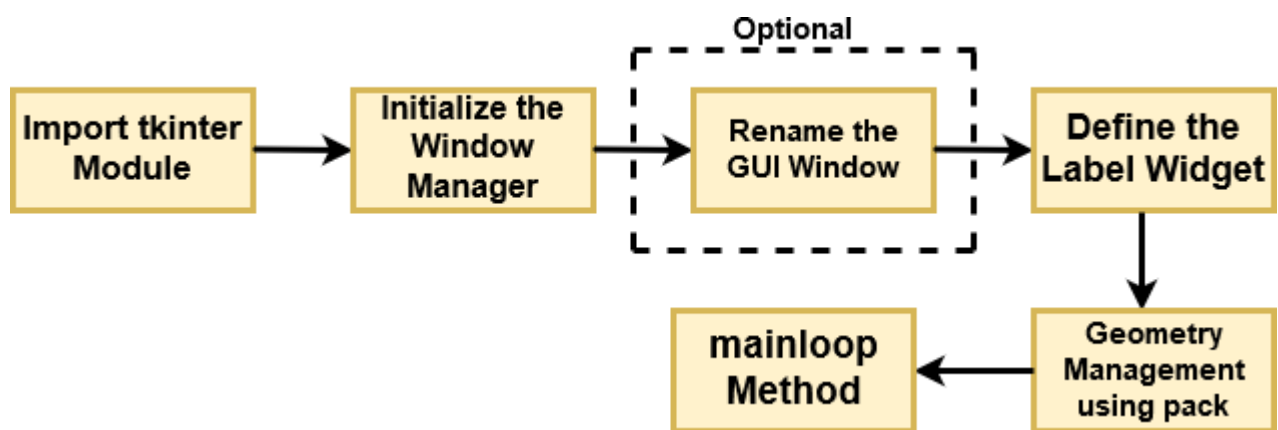 Optional
Import tkinter
Module
Initialize the
Window
Manager
Rename the
GUI Window
Define the
Label Widget
Geometry
Management
using pack
mainloop
Method